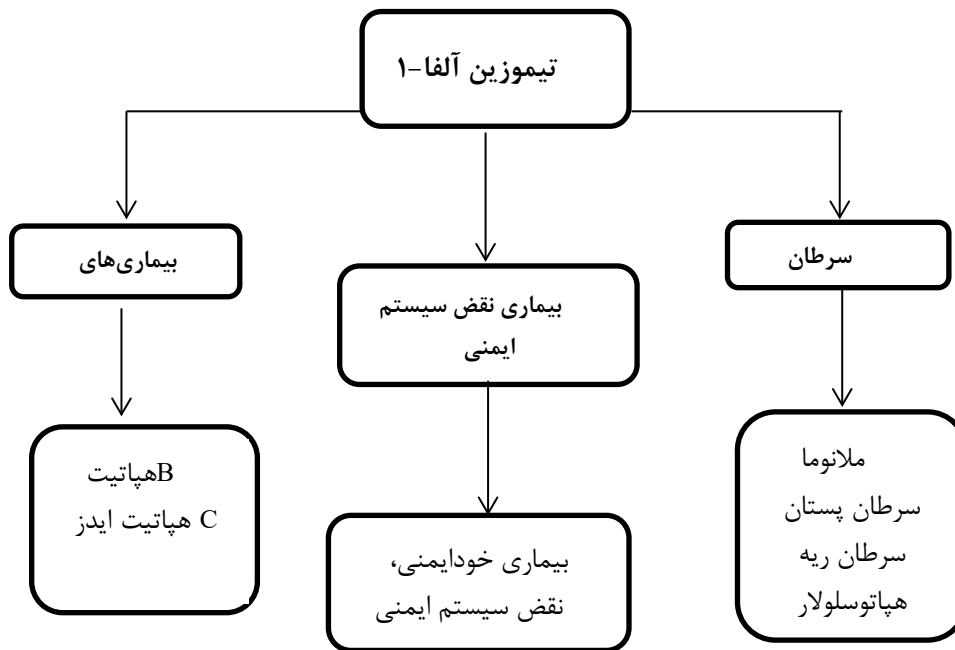 تیموزین آلفا-۱
سرطان
بیماری نقض سیستم
ایمنی
بیماری‌های
ملانوما
سرطان پستان
سرطان ریه
هپاتوسلولار
بیماری خودایمنی،
نقض سیستم ایمنی
Bهپاتیت
C هپاتیت ایدز